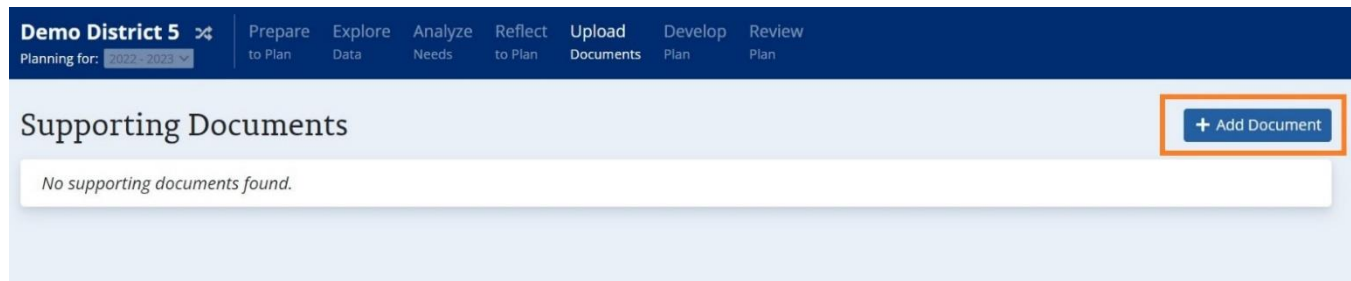 Demo District 5
Planning for: 2022 - 2023
Prepare
to Plan
Explore
Data
Analyze
Needs
Reflect
to Plan
Upload
Documents
Develop
Plan
Review
Plan
Supporting Documents
+ Add Document
No supporting documents found.